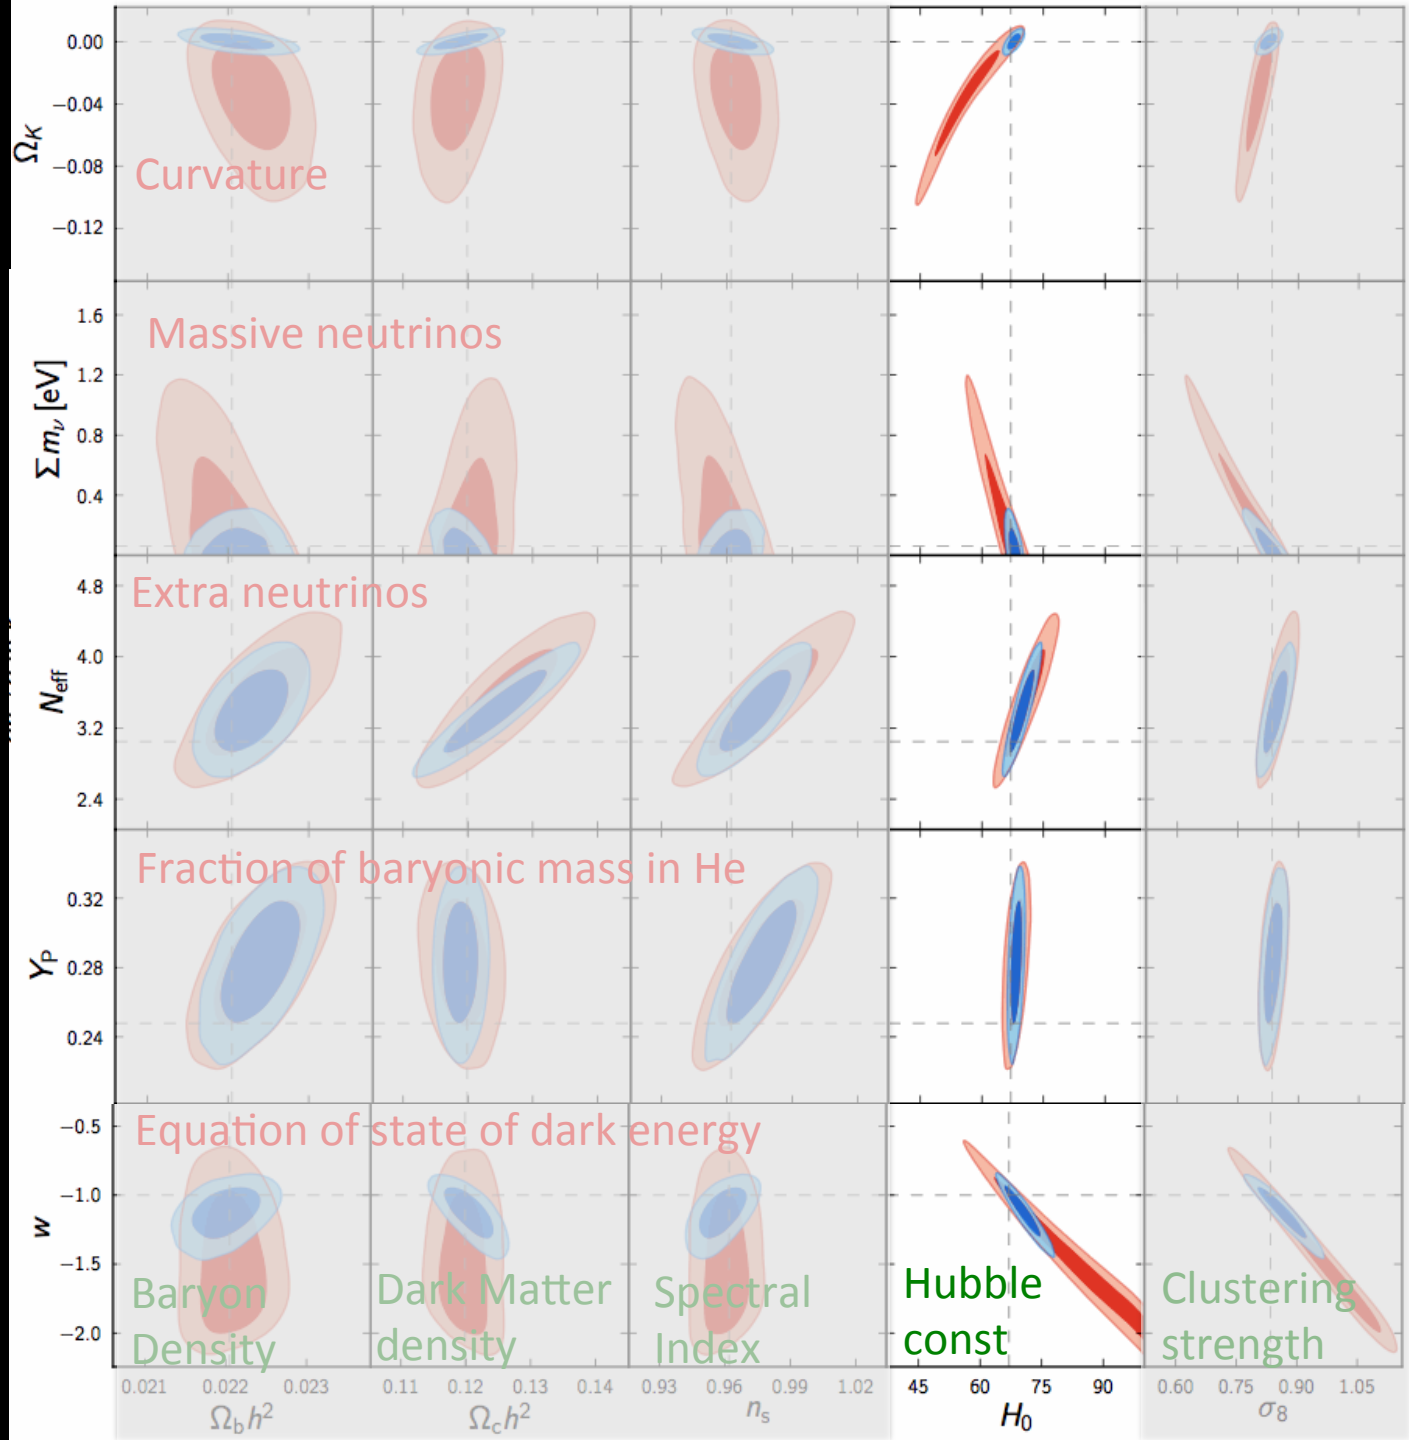 0.00
−0.04
−0.08
−0.12
Ω_K
Curvature
1.6
1.2
0.8
0.4
Σm_ν [eV]
Massive neutrinos
4.8
4.0
3.2
2.4
N_eff
Extra neutrinos
0.32
0.28
0.24
Y_P
Fraction of baryonic mass in He
−0.5
−1.0
−1.5
−2.0
w
Equation of state of dark energy
Baryon
Density
Dark Matter
density
Spectral
Index
Hubble
const
Clustering
strength
0.021 0.022 0.023
0.11 0.12 0.13 0.14
0.93 0.96 0.99 1.02
45 60 75 90
0.60 0.75 0.90 1.05
Ω_b h²
Ω_c h²
n_s
H_0
σ_8